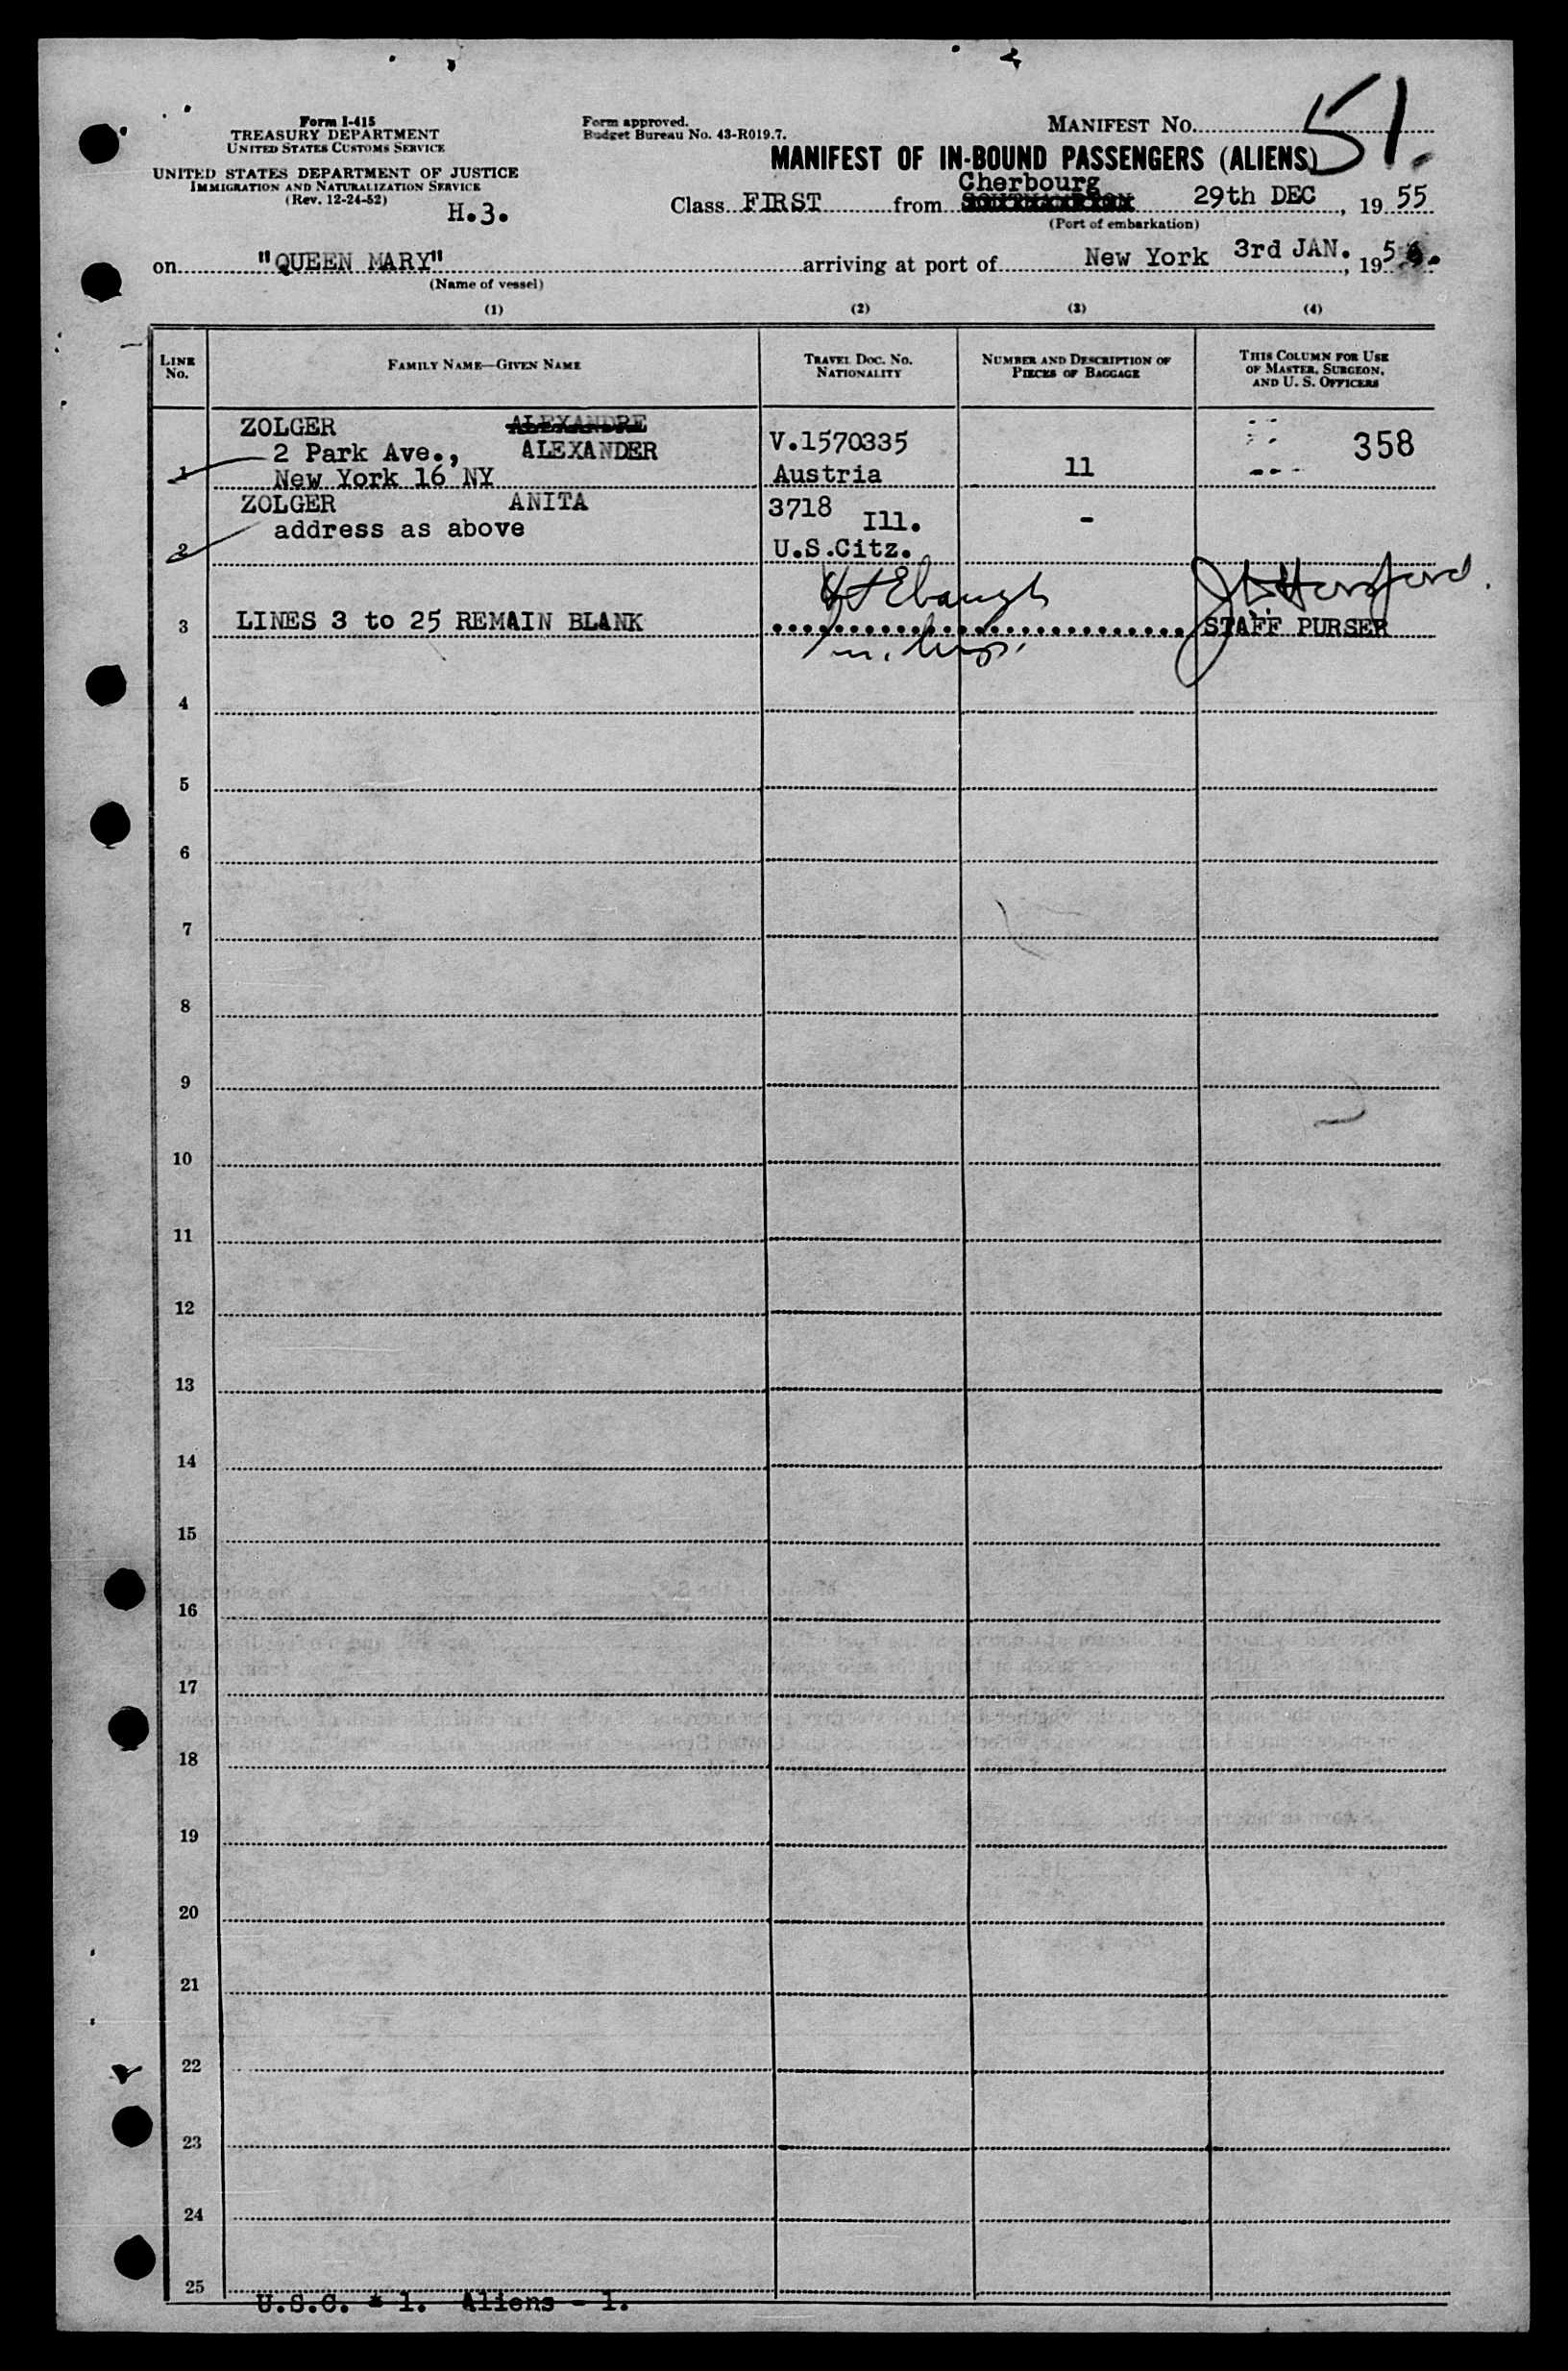 Form I-415
TREASURY DEPARTMENT
UNITED STATES CUSTOMS SERVICE
UNITED STATES DEPARTMENT OF JUSTICE
IMMIGRATION AND NATURALIZATION SERVICE
(Rev. 12-24-52)
H.3.
Form approved.
Budget Bureau No. 43-R019.7.
MANIFEST NO. 51.
MANIFEST OF IN-BOUND PASSENGERS (ALIENS)
Cherbourg
Class FIRST from SOUTHAMPTON 29th DEC, 1955
(Port of embarkation)
on "QUEEN MARY" arriving at port of New York 3rd JAN., 1956.
(Name of vessel)
(1) (2) (3) (4)
LINE No.
FAMILY NAME—GIVEN NAME
TRAVEL DOC. NO. NATIONALITY
NUMBER AND DESCRIPTION OF PIECES OF BAGGAGE
THIS COLUMN FOR USE OF MASTER, SURGEON, AND U. S. OFFICERS
ZOLGER ALEXANDRE
2 Park Ave., ALEXANDER V.1570335 358
1 New York 16 NY Austria 11
ZOLGER ANITA 3718 Ill. -
address as above
2 U.S.Citz.
3 LINES 3 to 25 REMAIN BLANK STAFF PURSER
4
5
6
7
8
9
10
11
12
13
14
15
16
17
18
19
20
21
22
23
24
25
U.S.C. - 1. Aliens - 1.